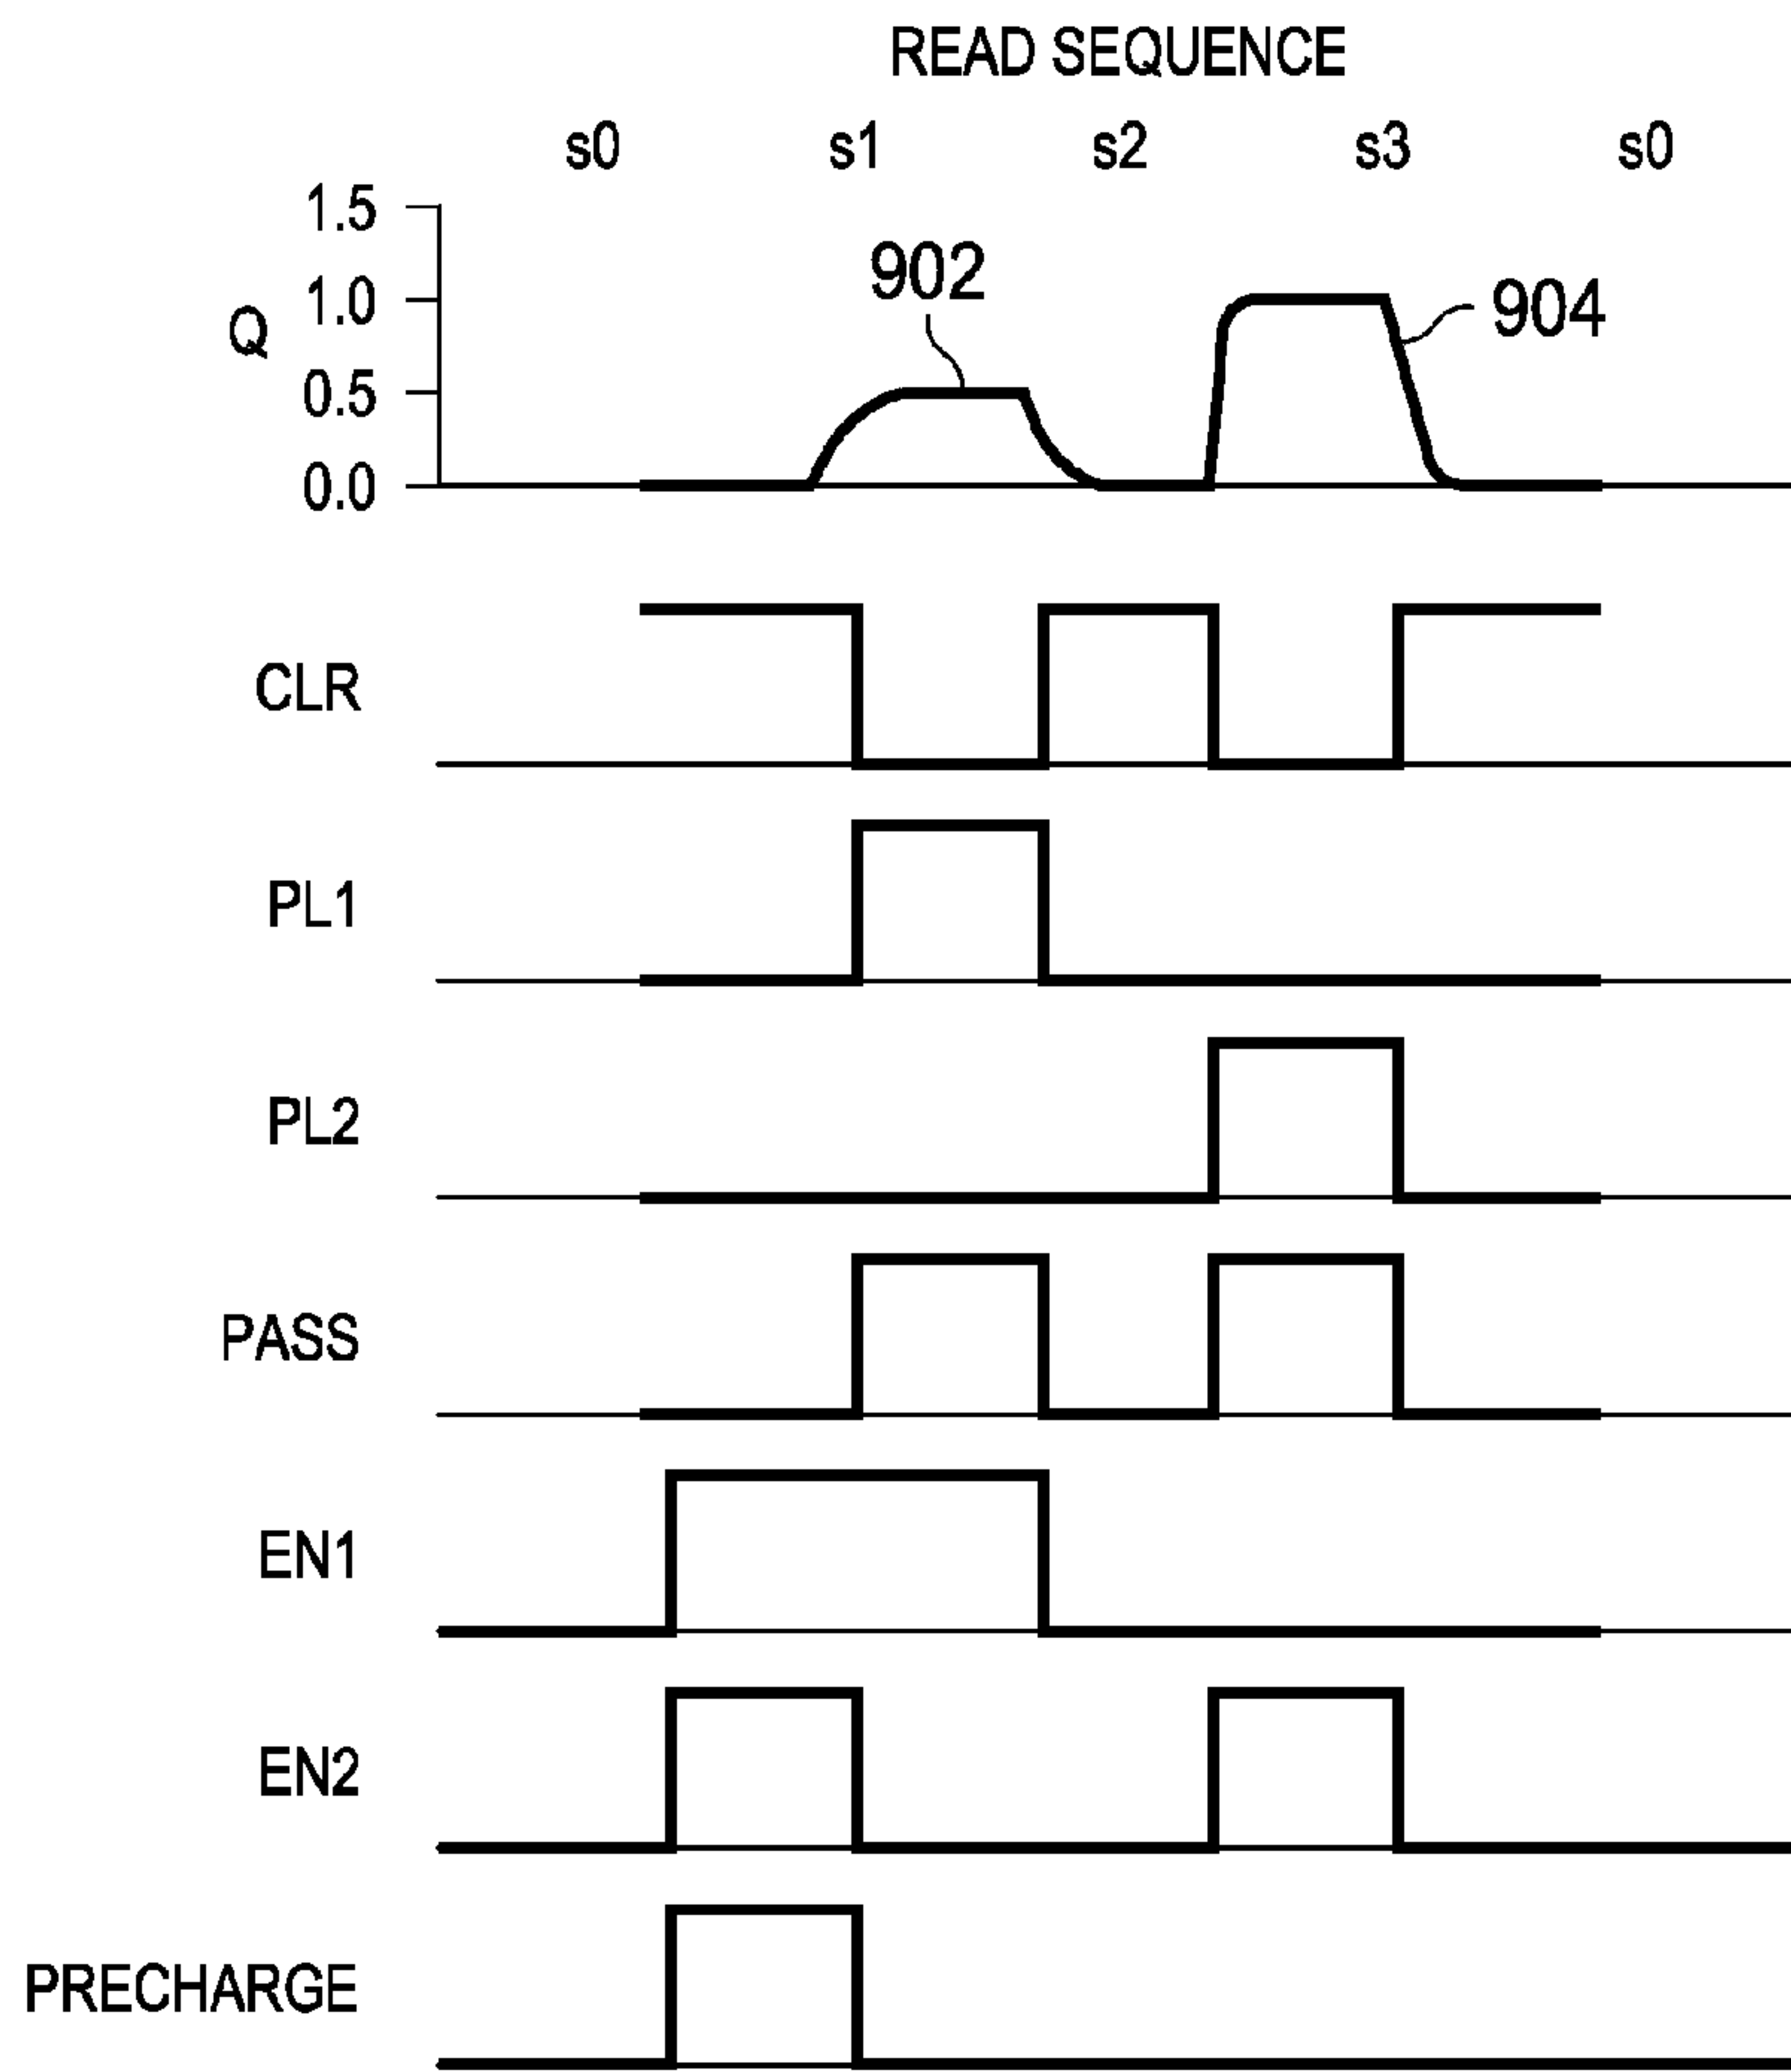 READ SEQUENCE
s0 s1 s2 s3 s0
1.5
902
1.0
904
Q
0.5
0.0
CLR
PL1
PL2
PASS
EN1
EN2
PRECHARGE